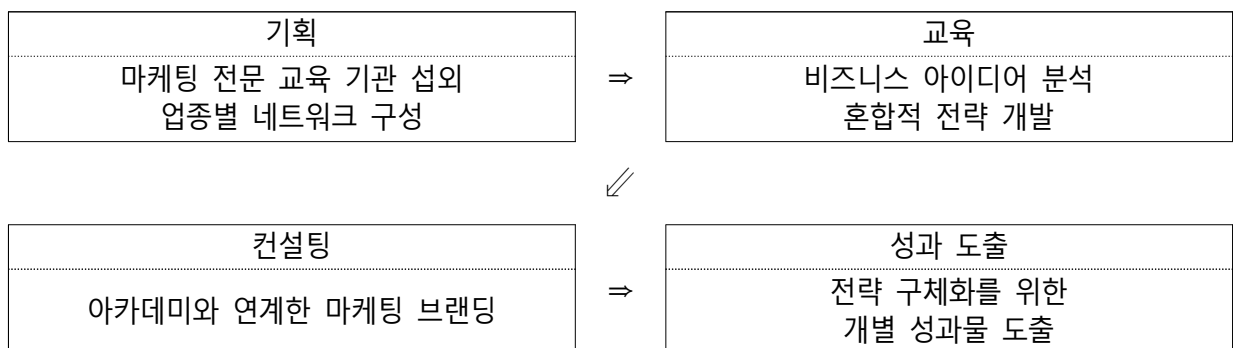 기획
마케팅 전문 교육 기관 섭외
업종별 네트워크 구성
⇒
교육
비즈니스 아이디어 분석
혼합적 전략 개발
⇙
컨설팅
아카데미와 연계한 마케팅 브랜딩
⇒
성과 도출
전략 구체화를 위한
개별 성과물 도출